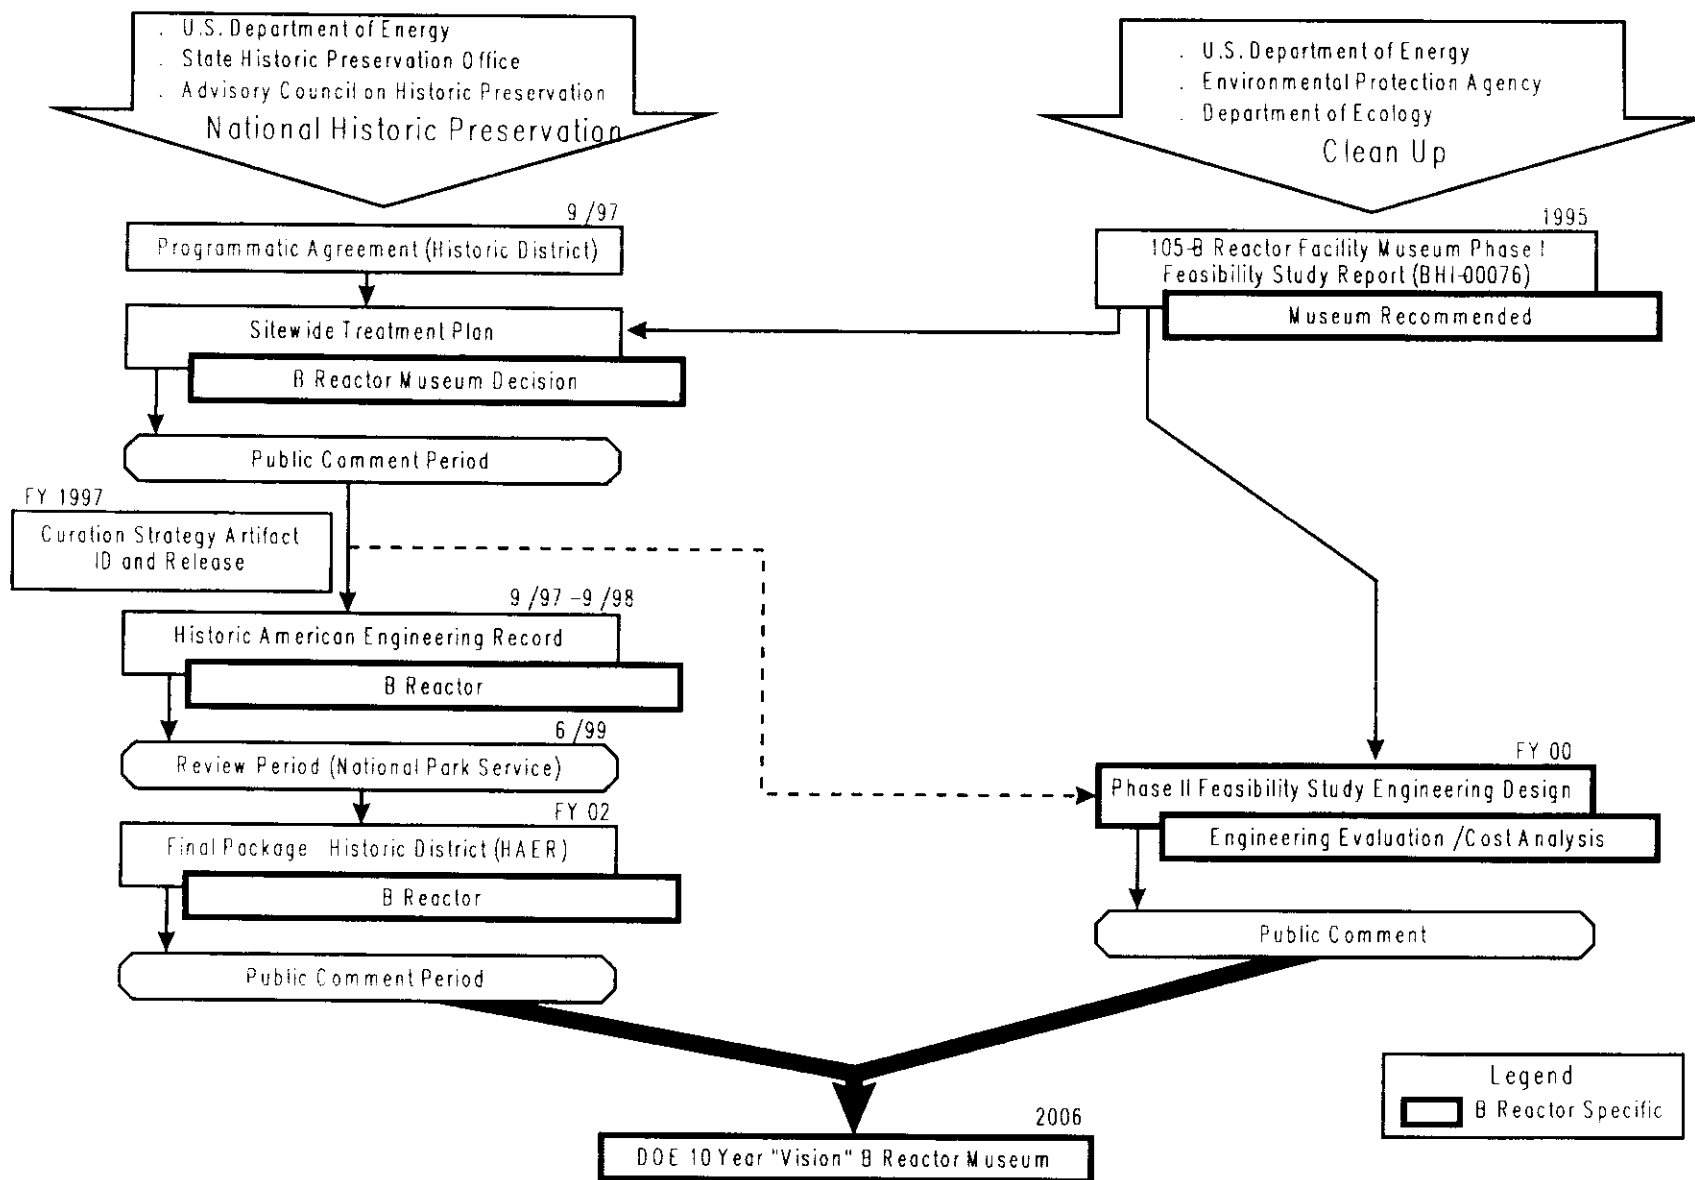 . U.S. Department of Energy
. State Historic Preservation Office
. Advisory Council on Historic Preservation
National Historic Preservation
9/97
Programmatic Agreement (Historic District)
Sitewide Treatment Plan
B Reactor Museum Decision
Public Comment Period
FY 1997
Curation Strategy Artifact
ID and Release
9/97-9/98
Historic American Engineering Record
B Reactor
6/99
Review Period (National Park Service)
FY 02
Final Package Historic District (HAER)
B Reactor
Public Comment Period
. U.S. Department of Energy
. Environmental Protection Agency
. Department of Ecology
Clean Up
1995
105-B Reactor Facility Museum Phase I
Feasibility Study Report (BHI-00076)
Museum Recommended
FY 00
Phase II Feasibility Study Engineering Design
Engineering Evaluation/Cost Analysis
Public Comment
2006
DOE 10 Year "Vision" B Reactor Museum
Legend
B Reactor Specific